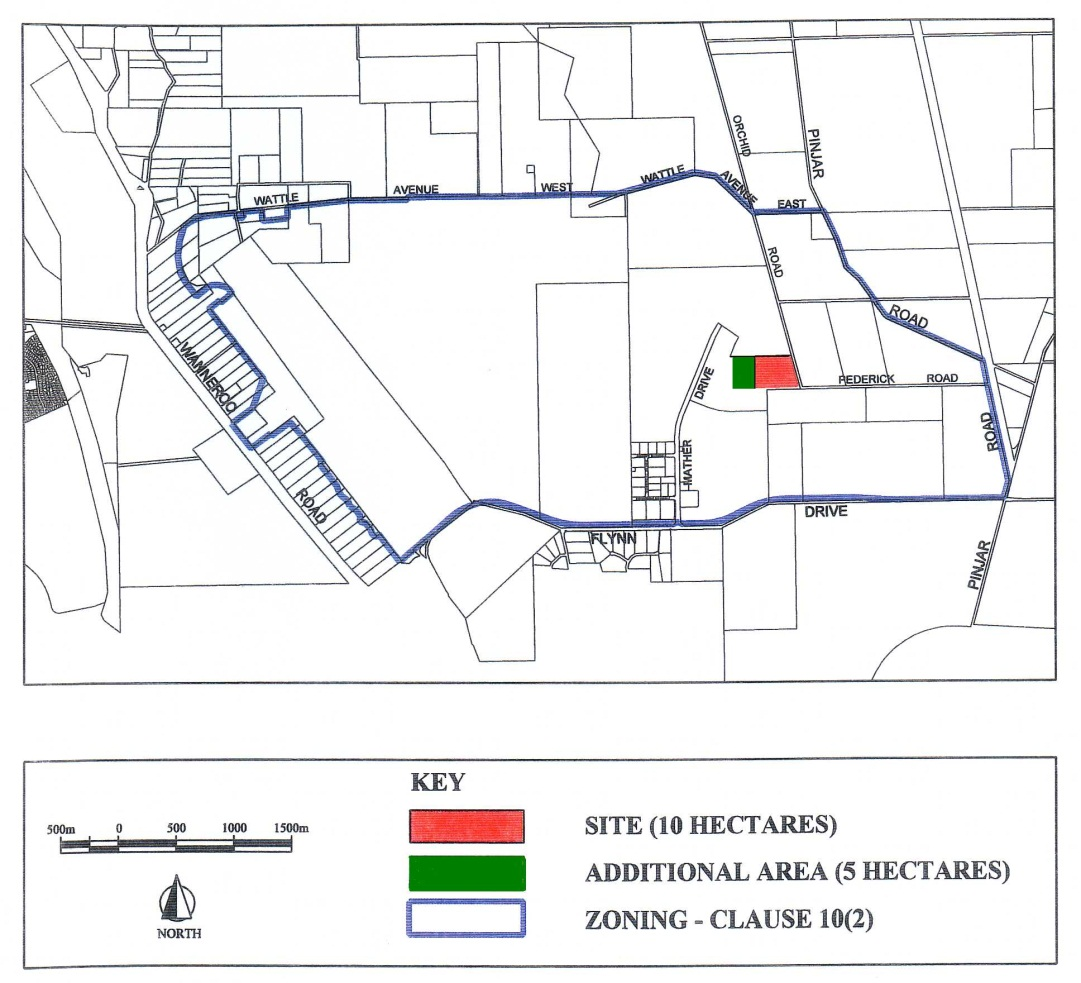 ORCHID
PINJAR
WATTLE AVENUE WEST WATTLE AVENUE EAST
ROAD
ROAD
WANNEROO
DRIVE
PEDERICK ROAD
ROAD
MATHER
ROAD
FLYNN DRIVE
PINJAR
KEY
500m 0 500 1000 1500m
SITE (10 HECTARES)
ADDITIONAL AREA (5 HECTARES)
NORTH
ZONING - CLAUSE 10(2)